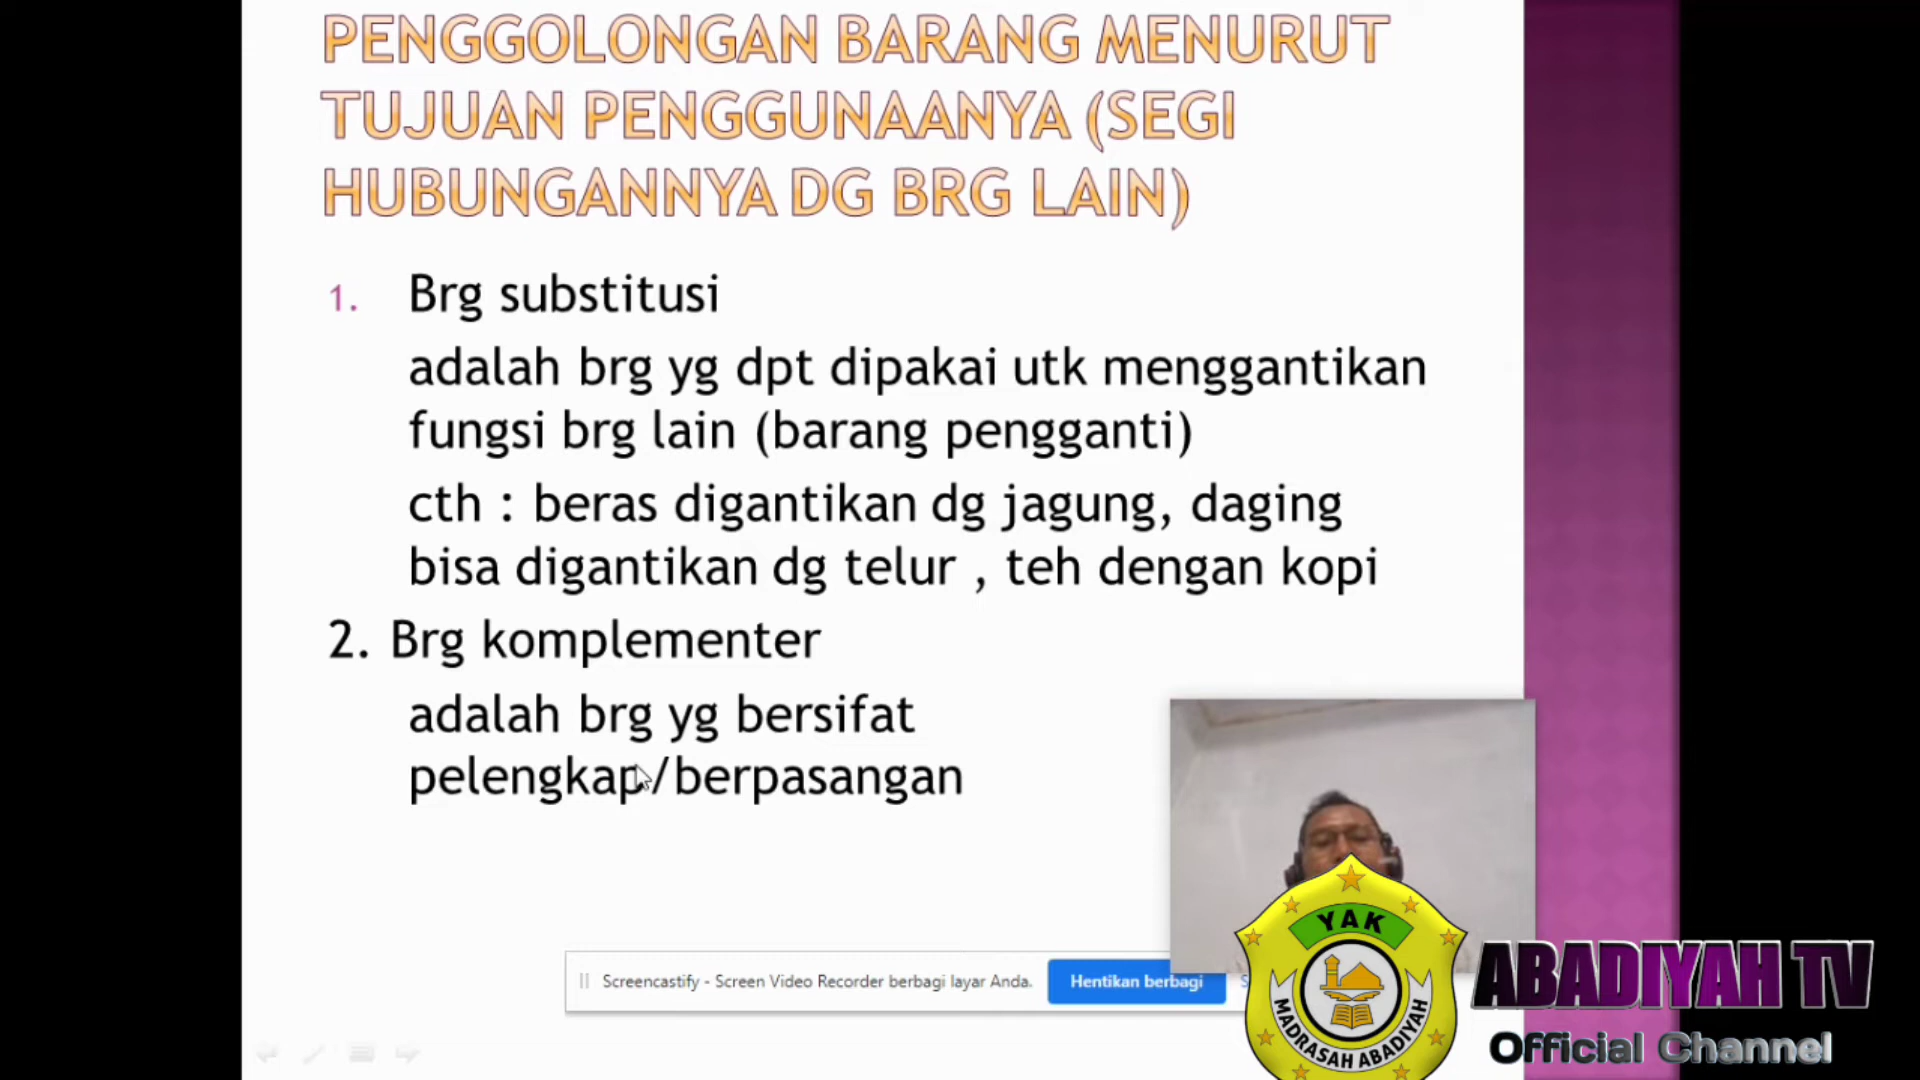 PENGGOLONGAN BARANG MENURUT
TUJUAN PENGGUNAANYA (SEGI
HUBUNGANNYA DG BRG LAIN)
1. Brg substitusi
adalah brg yg dpt dipakai utk menggantikan
fungsi brg lain (barang pengganti)
cth : beras digantikan dg jagung, daging
bisa digantikan dg telur , teh dengan kopi
2. Brg komplementer
adalah brg yg bersifat
pelengkap/berpasangan
Screencastify - Screen Video Recorder berbagi layar Anda.
Hentikan berbagi
YAK
MADRASAH ABADIYAH
ABADIYAH TV
Official Channel